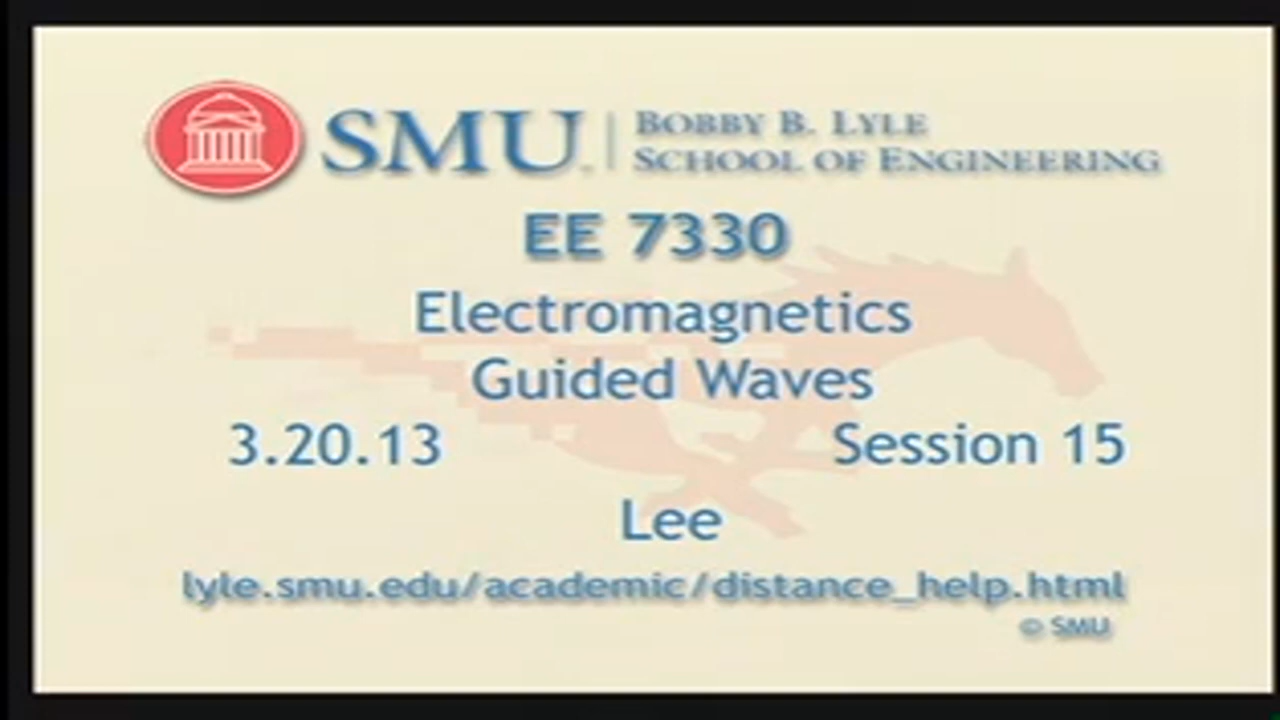 SMU. BOBBY B. LYLE
SCHOOL OF ENGINEERING
EE 7330
Electromagnetics
Guided Waves
3.20.13 Session 15
Lee
lyle.smu.edu/academic/distance_help.html
© SMU